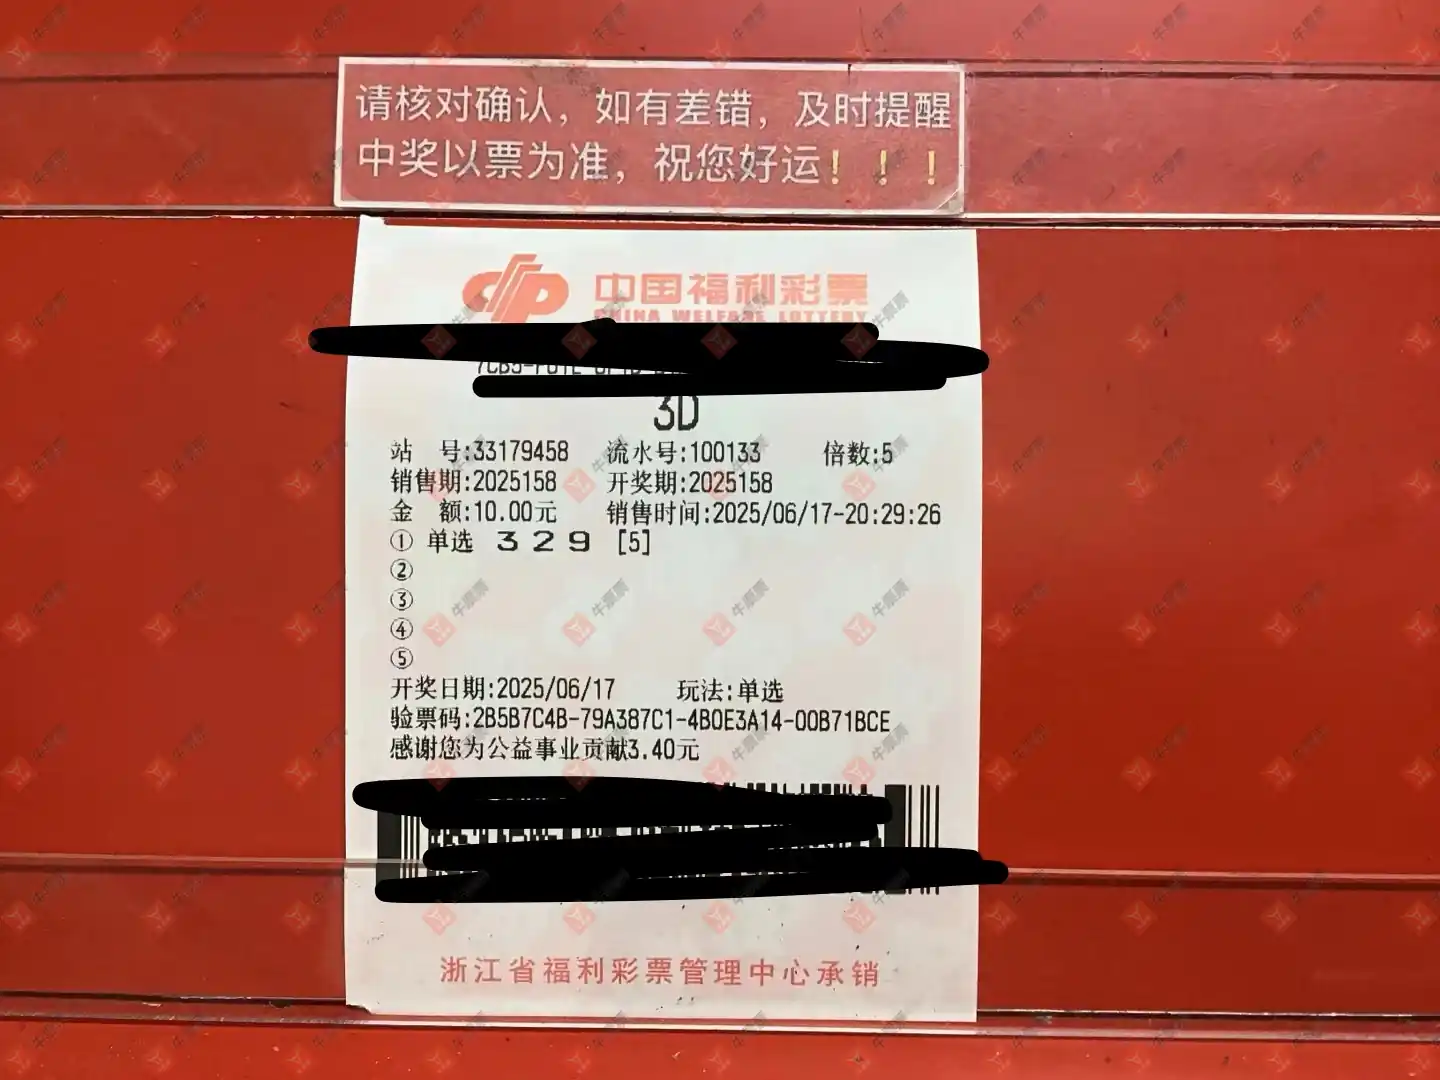 请核对确认，如有差错，及时提醒
中奖以票为准，祝您好运！！！
中国福利彩票
CHINA WELFARE LOTTERY
3D
站 号:33179458 流水号:100133 倍数:5
销售期:2025158 开奖期:2025158
金 额:10.00元 销售时间:2025/06/17-20:29:26
① 单选 3 2 9 [5]
②
③
④
⑤
开奖日期:2025/06/17 玩法:单选
验票码:2B5B7C4B-79A387C1-4B0E3A14-00B71BCE
感谢您为公益事业贡献3.40元
浙江省福利彩票管理中心承销
牛票票